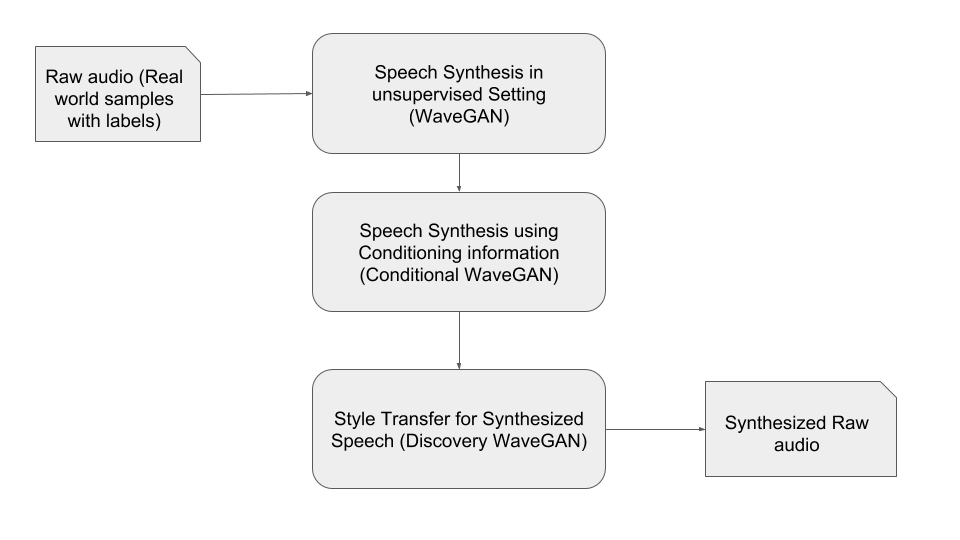 Raw audio (Real
world samples
with labels)
Speech Synthesis in
unsupervised Setting
(WaveGAN)
Speech Synthesis using
Conditioning information
(Conditional WaveGAN)
Style Transfer for Synthesized
Speech (Discovery WaveGAN)
Synthesized Raw
audio